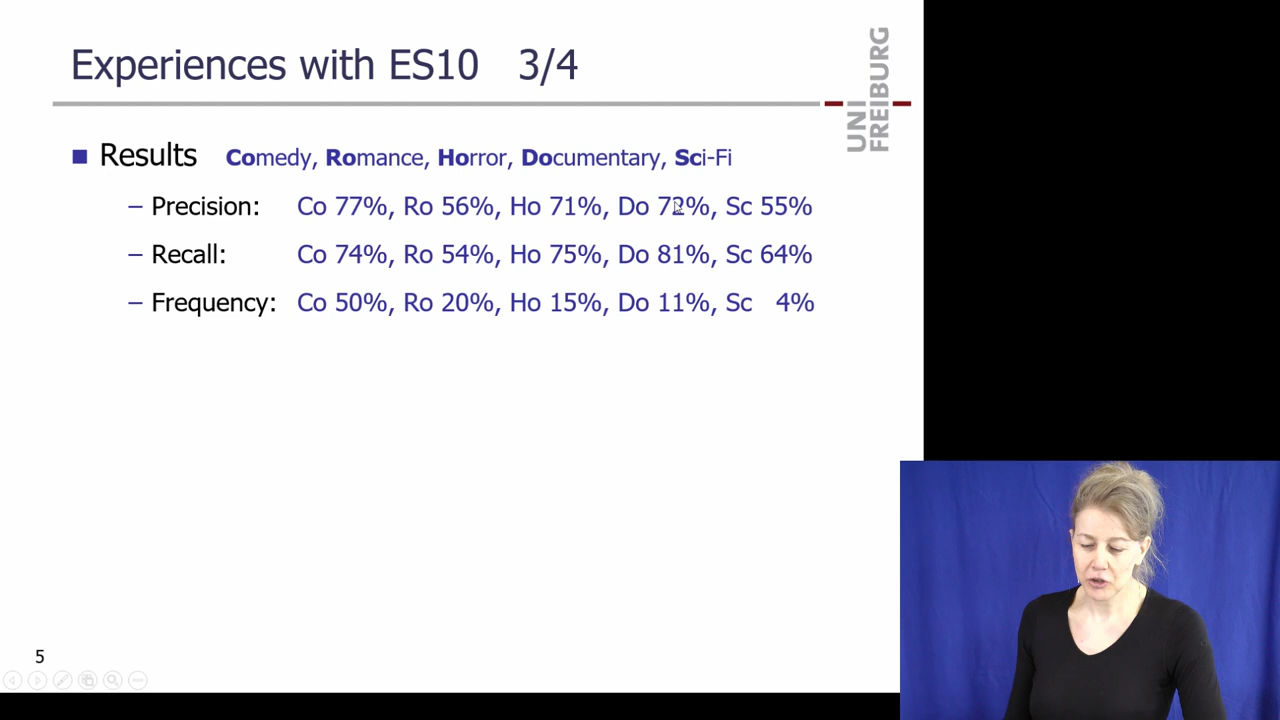 Experiences with ES10 3/4
UNI
FREIBURG
Results Comedy, Romance, Horror, Documentary, Sci-Fi
– Precision: Co 77%, Ro 56%, Ho 71%, Do 72%, Sc 55%
– Recall: Co 74%, Ro 54%, Ho 75%, Do 81%, Sc 64%
– Frequency: Co 50%, Ro 20%, Ho 15%, Do 11%, Sc 4%
5